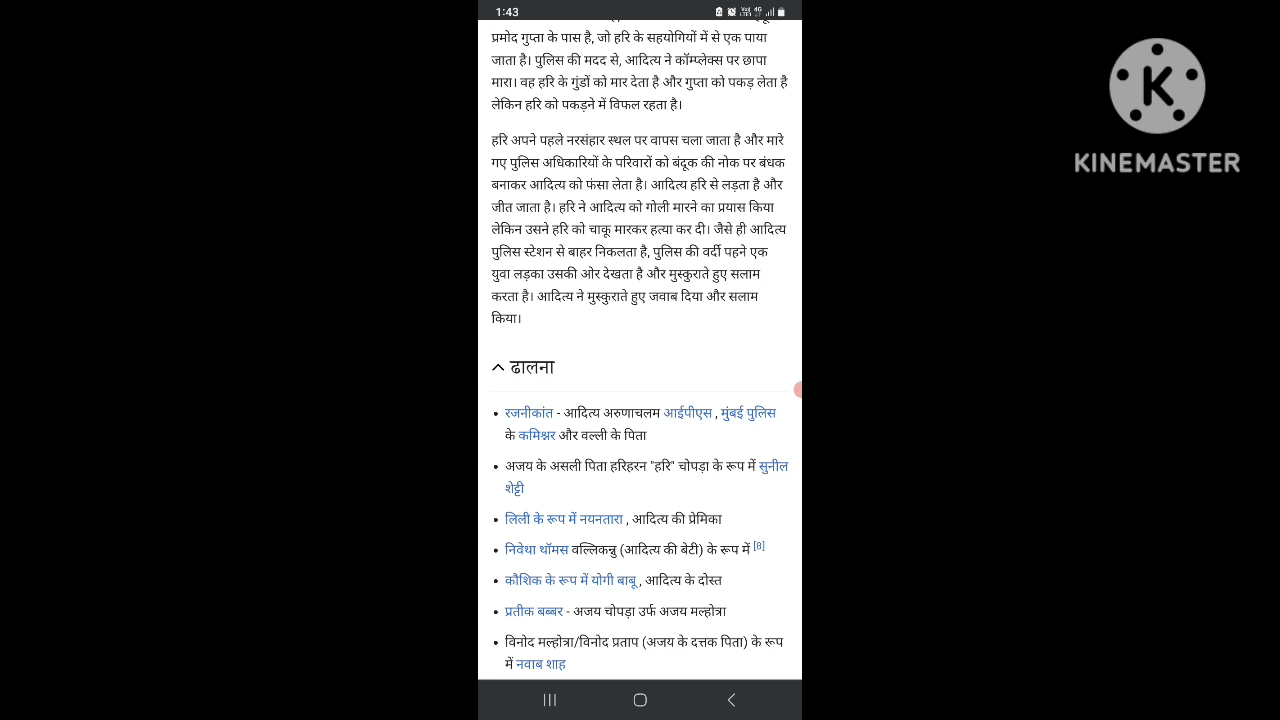 1:43
प्रमोद गुप्ता के पास है, जो हरि के सहयोगियों में से एक पाया
जाता है। पुलिस की मदद से, आदित्य ने कॉम्प्लेक्स पर छापा
मारा। वह हरि के गुंडों को मार देता है और गुप्ता को पकड़ लेता है
लेकिन हरि को पकड़ने में विफल रहता है।
हरि अपने पहले नरसंहार स्थल पर वापस चला जाता है और मारे
गए पुलिस अधिकारियों के परिवारों को बंदूक की नोक पर बंधक
बनाकर आदित्य को फंसा लेता है। आदित्य हरि से लड़ता है और
जीत जाता है। हरि ने आदित्य को गोली मारने का प्रयास किया
लेकिन उसने हरि को चाकू मारकर हत्या कर दी। जैसे ही आदित्य
पुलिस स्टेशन से बाहर निकलता है, पुलिस की वर्दी पहने एक
युवा लड़का उसकी ओर देखता है और मुस्कुराते हुए सलाम
करता है। आदित्य ने मुस्कुराते हुए जवाब दिया और सलाम
किया।
ढालना
• रजनीकांत - आदित्य अरुणाचलम आईपीएस , मुंबई पुलिस
के कमिश्नर और वल्ली के पिता
• अजय के असली पिता हरिहरन "हरि" चोपड़ा के रूप में सुनील
शेट्टी
• लिली के रूप में नयनतारा , आदित्य की प्रेमिका
• निवेथा थॉमस वल्लिकन्नु (आदित्य की बेटी) के रूप में [8]
• कौशिक के रूप में योगी बाबू , आदित्य के दोस्त
• प्रतीक बब्बर - अजय चोपड़ा उर्फ अजय मल्होत्रा
• विनोद मल्होत्रा/विनोद प्रताप (अजय के दत्तक पिता) के रूप
में नवाब शाह
K
KINEMASTER